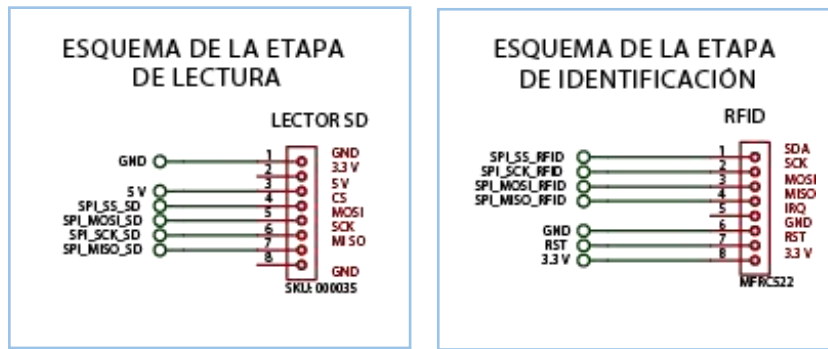 ESQUEMA DE LA ETAPA
DE LECTURA
LECTOR SD
GND
5 V
SPI_SS_SD
SPI_MOSI_SD
SPI_SCK_SD
SPI_MISO_SD
1
2
3
4
5
6
7
8
GND
3.3 V
5 V
CS
MOSI
SCK
MISO
GND
SKU: 000035
ESQUEMA DE LA ETAPA
DE IDENTIFICACIÓN
RFID
SPI_SS_RFID
SPI_SCK_RFID
SPI_MOSI_RFID
SPI_MISO_RFID
GND
RST
3.3 V
1
2
3
4
5
6
7
8
SDA
SCK
MOSI
MISO
IRQ
GND
RST
3.3 V
MFRC522